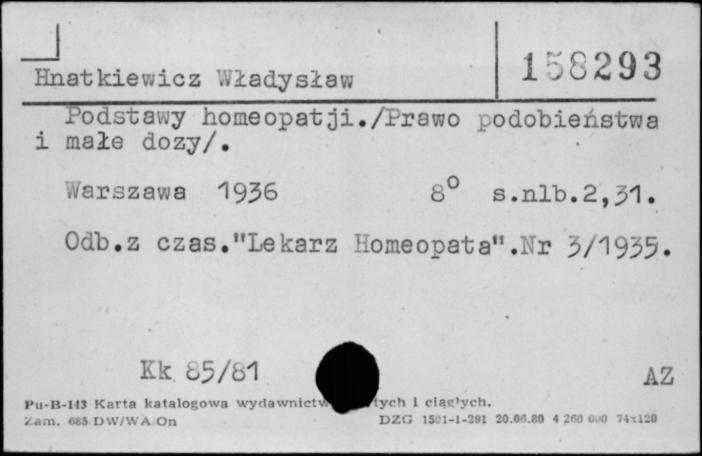 158293
Hnatkiewicz Władysław
Podstawy homeopatji./Prawo podobieństwa
i małe dozy/.
Warszawa 1936 8° s.nlb.2,31.
Odb.z czas."Lekarz Homeopata".Nr 3/1935.
Kk 85/81 AZ
Pu-B-143 Karta katalogowa wydawnictw tych i ciągłych.
Zam. 685 DW/WA/On DZG 1501-1-291 20.06.80 4 260 000 74x120